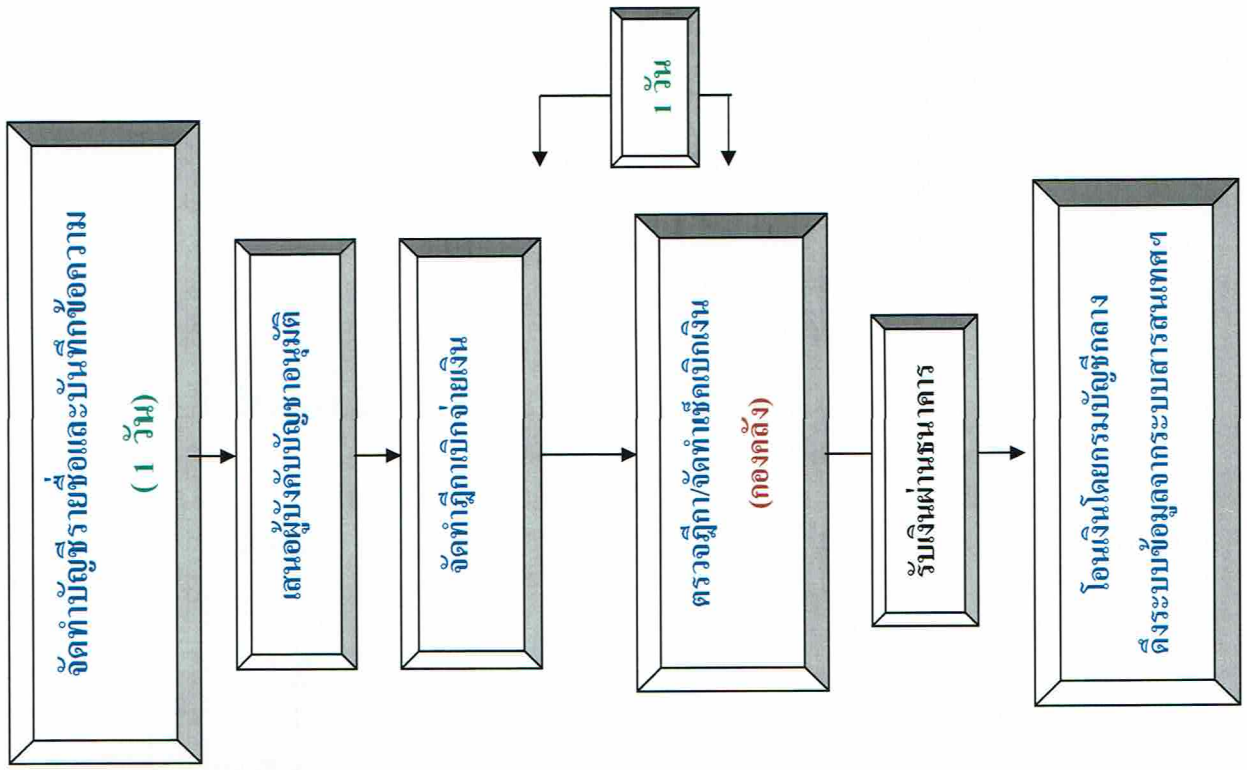 จัดทำบัญชีรายชื่อและบันทึกข้อความ
( 1 วัน)
เสนอผู้บังคับบัญชาอนุมัติ
จัดทำฎีกาเบิกจ่ายเงิน
1 วัน
ตรวจฎีกา/จัดทำเช็คเบิกเงิน
(กองคลัง)
รับเงินผ่านธนาคาร
โอนเงินโดยกรมบัญชีกลาง
ดึงระบบข้อมูลจากระบบสารสนเทศฯ